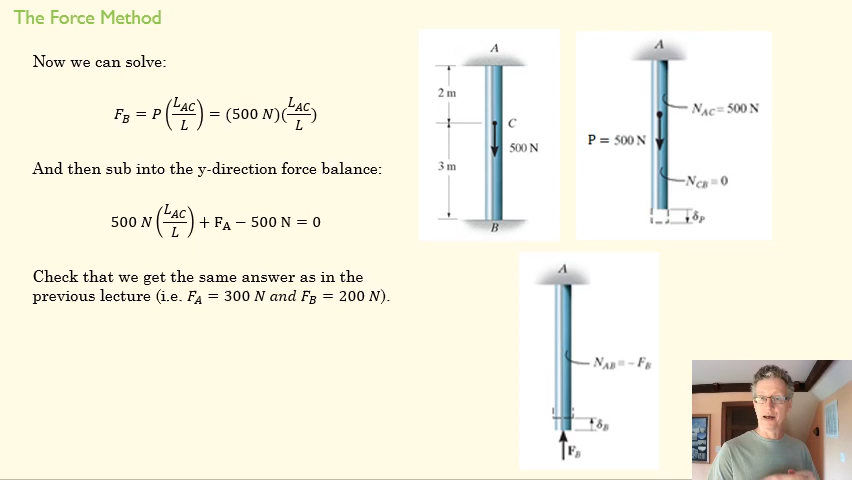 The Force Method
Now we can solve:
F_B = P(L_AC/L) = (500 N)(L_AC/L)
And then sub into the y-direction force balance:
500 N(L_AC/L) + F_A − 500 N = 0
Check that we get the same answer as in the
previous lecture (i.e. F_A = 300 N and F_B = 200 N).
A
2 m
C
500 N
3 m
B
A
N_AC = 500 N
P = 500 N
N_CB = 0
δ_P
A
N_AB = − F_B
δ_B
F_B